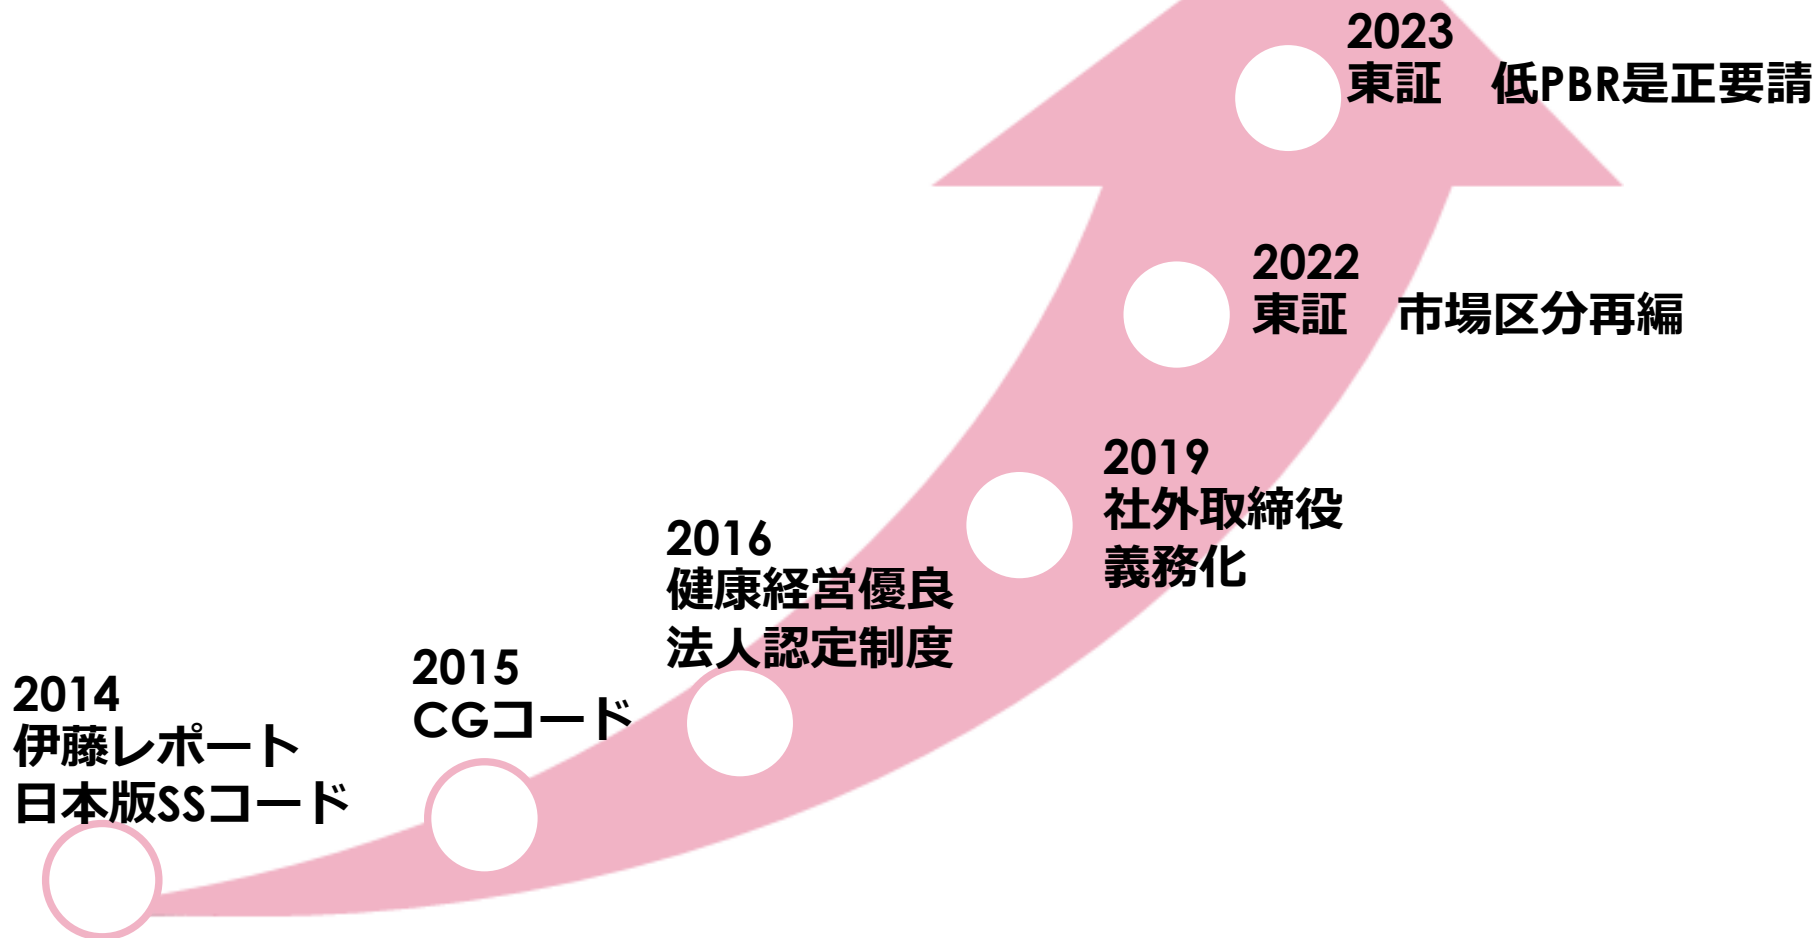 2014
伊藤レポート
日本版SSコード
2015
CGコード
2016
健康経営優良
法人認定制度
2019
社外取締役
義務化
2022
東証　市場区分再編
2023
東証　低PBR是正要請